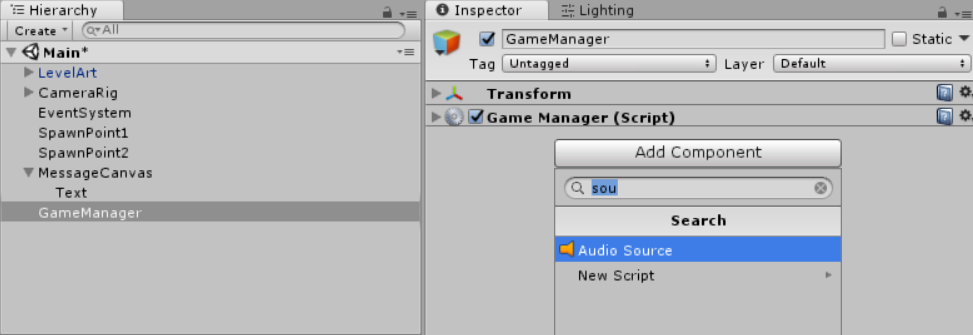 Hierarchy
Create
All
Main*
LevelArt
CameraRig
EventSystem
SpawnPoint1
SpawnPoint2
MessageCanvas
Text
GameManager
Inspector
Lighting
GameManager
Static
Tag Untagged Layer Default
Transform
Game Manager (Script)
Add Component
sou
Search
Audio Source
New Script